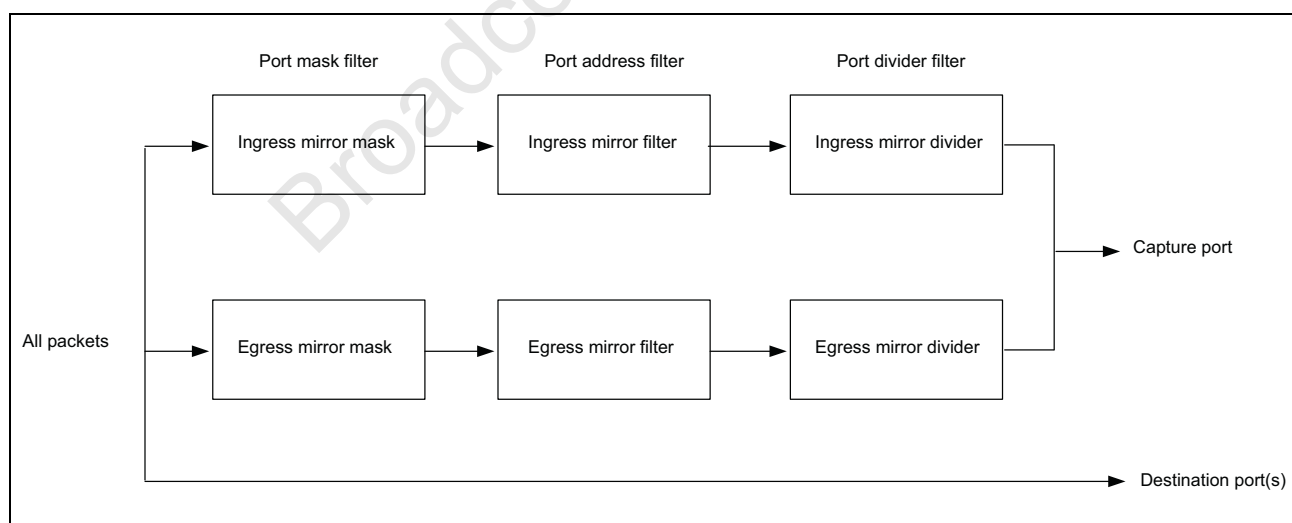 Port mask filter
Port address filter
Port divider filter
Ingress mirror mask
Ingress mirror filter
Ingress mirror divider
Capture port
All packets
Egress mirror mask
Egress mirror filter
Egress mirror divider
Destination port(s)